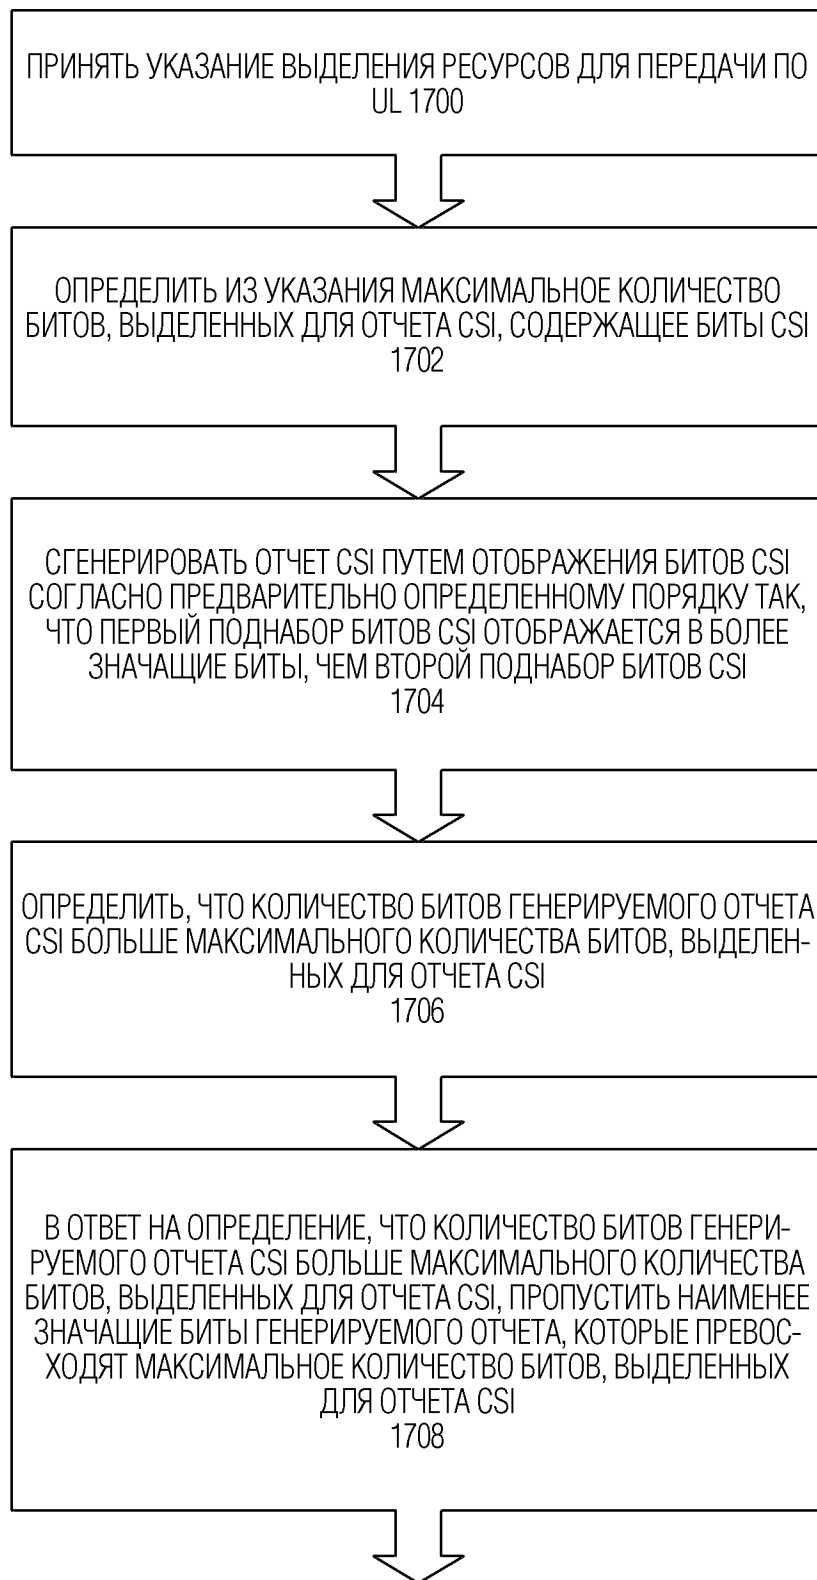 ПРИНЯТЬ УКАЗАНИЕ ВЫДЕЛЕНИЯ РЕСУРСОВ ДЛЯ ПЕРЕДАЧИ ПО
UL 1700
ОПРЕДЕЛИТЬ ИЗ УКАЗАНИЯ МАКСИМАЛЬНОЕ КОЛИЧЕСТВО
БИТОВ, ВЫДЕЛЕННЫХ ДЛЯ ОТЧЕТА CSI, СОДЕРЖАЩЕЕ БИТЫ CSI
1702
СГЕНЕРИРОВАТЬ ОТЧЕТ CSI ПУТЕМ ОТОБРАЖЕНИЯ БИТОВ CSI
СОГЛАСНО ПРЕДВАРИТЕЛЬНО ОПРЕДЕЛЕННОМУ ПОРЯДКУ ТАК,
ЧТО ПЕРВЫЙ ПОДНАБОР БИТОВ CSI ОТОБРАЖАЕТСЯ В БОЛЕЕ
ЗНАЧАЩИЕ БИТЫ, ЧЕМ ВТОРОЙ ПОДНАБОР БИТОВ CSI
1704
ОПРЕДЕЛИТЬ, ЧТО КОЛИЧЕСТВО БИТОВ ГЕНЕРИРУЕМОГО ОТЧЕТА
CSI БОЛЬШЕ МАКСИМАЛЬНОГО КОЛИЧЕСТВА БИТОВ, ВЫДЕЛЕН-
НЫХ ДЛЯ ОТЧЕТА CSI
1706
В ОТВЕТ НА ОПРЕДЕЛЕНИЕ, ЧТО КОЛИЧЕСТВО БИТОВ ГЕНЕРИ-
РУЕМОГО ОТЧЕТА CSI БОЛЬШЕ МАКСИМАЛЬНОГО КОЛИЧЕСТВА
БИТОВ, ВЫДЕЛЕННЫХ ДЛЯ ОТЧЕТА CSI, ПРОПУСТИТЬ НАИМЕНЕЕ
ЗНАЧАЩИЕ БИТЫ ГЕНЕРИРУЕМОГО ОТЧЕТА, КОТОРЫЕ ПРЕВОС-
ХОДЯТ МАКСИМАЛЬНОЕ КОЛИЧЕСТВО БИТОВ, ВЫДЕЛЕННЫХ
ДЛЯ ОТЧЕТА CSI
1708